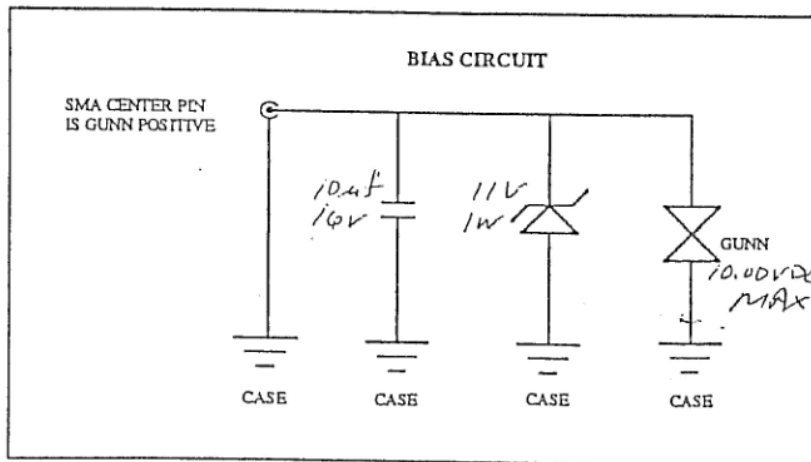 BIAS CIRCUIT
SMA CENTER PIN
IS GUNN POSITIVE
10uf
16V
11V
1W
GUNN
10.00VDC
MAX
CASE
CASE
CASE
CASE